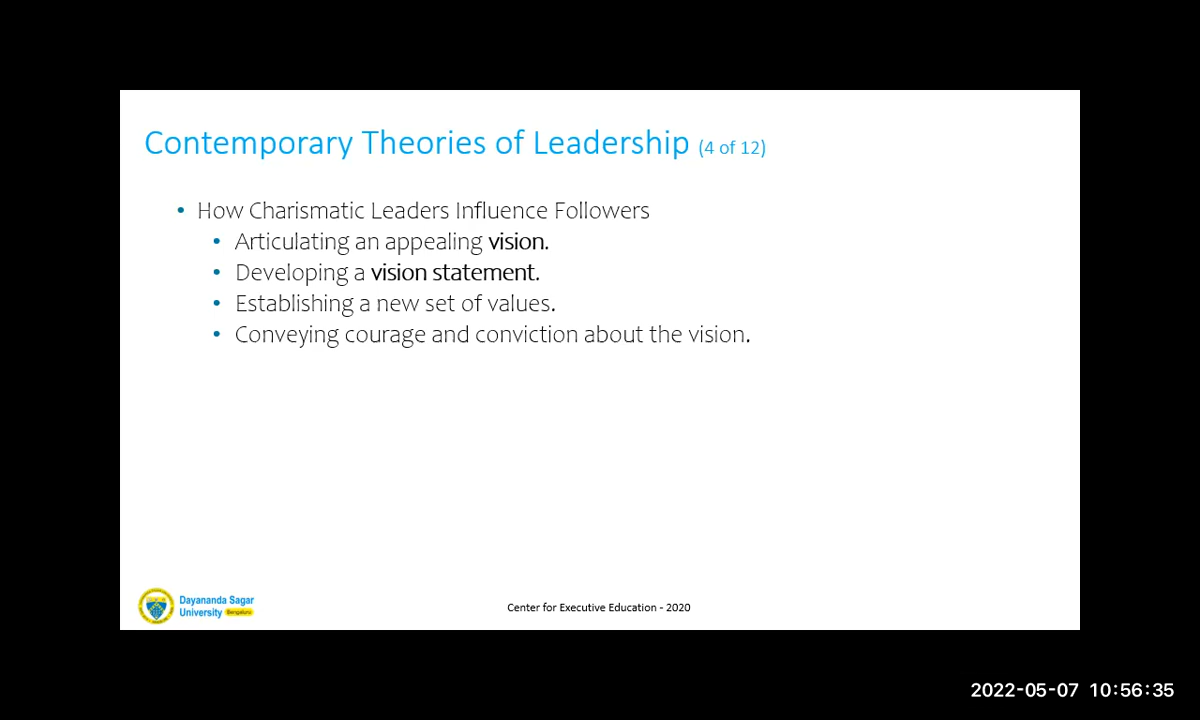 Contemporary Theories of Leadership (4 of 12)
• How Charismatic Leaders Influence Followers
• Articulating an appealing vision.
• Developing a vision statement.
• Establishing a new set of values.
• Conveying courage and conviction about the vision.
Dayananda Sagar
University Bengaluru
Center for Executive Education - 2020
2022-05-07 10:56:35